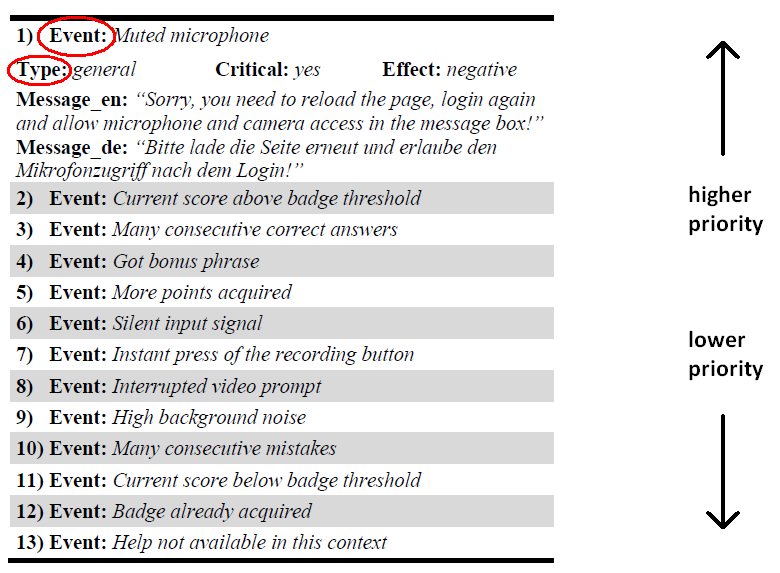 1) Event: Muted microphone
Type: general Critical: yes Effect: negative
Message_en: “Sorry, you need to reload the page, login again
and allow microphone and camera access in the message box!”
Message_de: “Bitte lade die Seite erneut und erlaube den
Mikrofonzugriff nach dem Login!”
2) Event: Current score above badge threshold
3) Event: Many consecutive correct answers
4) Event: Got bonus phrase
5) Event: More points acquired
6) Event: Silent input signal
7) Event: Instant press of the recording button
8) Event: Interrupted video prompt
9) Event: High background noise
10) Event: Many consecutive mistakes
11) Event: Current score below badge threshold
12) Event: Badge already acquired
13) Event: Help not available in this context
higher
priority
lower
priority